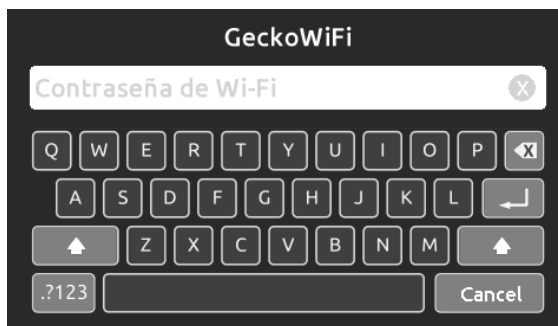 GeckoWiFi
Contraseña de Wi-Fi X
Q W E R T Y U I O P X
A S D F G H J K L
Z X C V B N M
.?123 Cancel